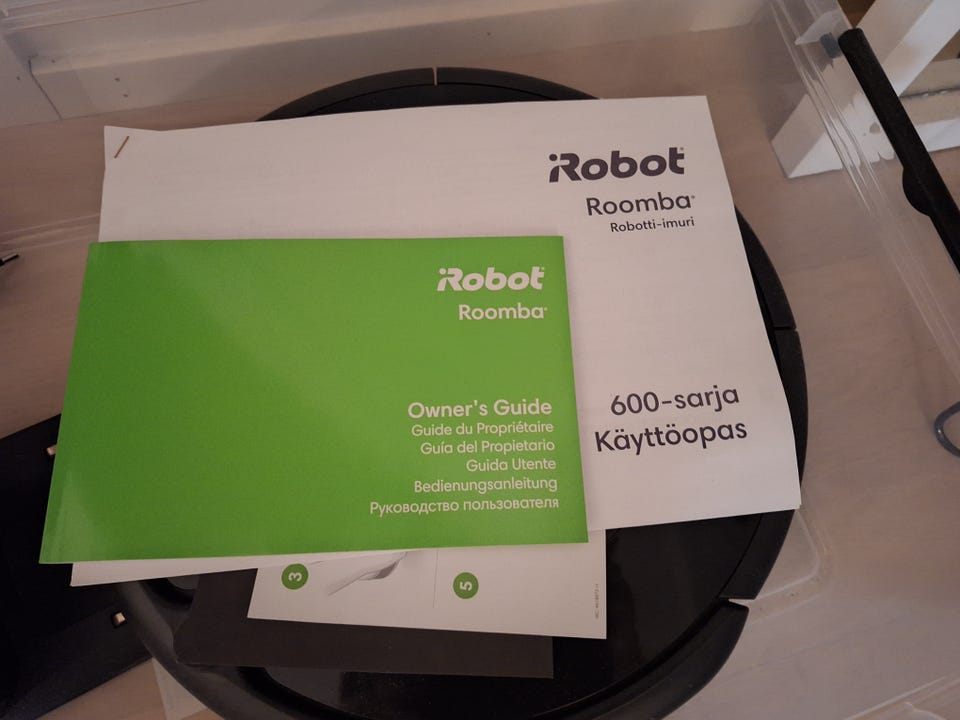 iRobot®
Roomba®
Robotti-imuri
600-sarja
Käyttöopas
iRobot®
Roomba®
Owner's Guide
Guide du Propriétaire
Guía del Propietario
Guida Utente
Bedienungsanleitung
Руководство пользователя
3
5